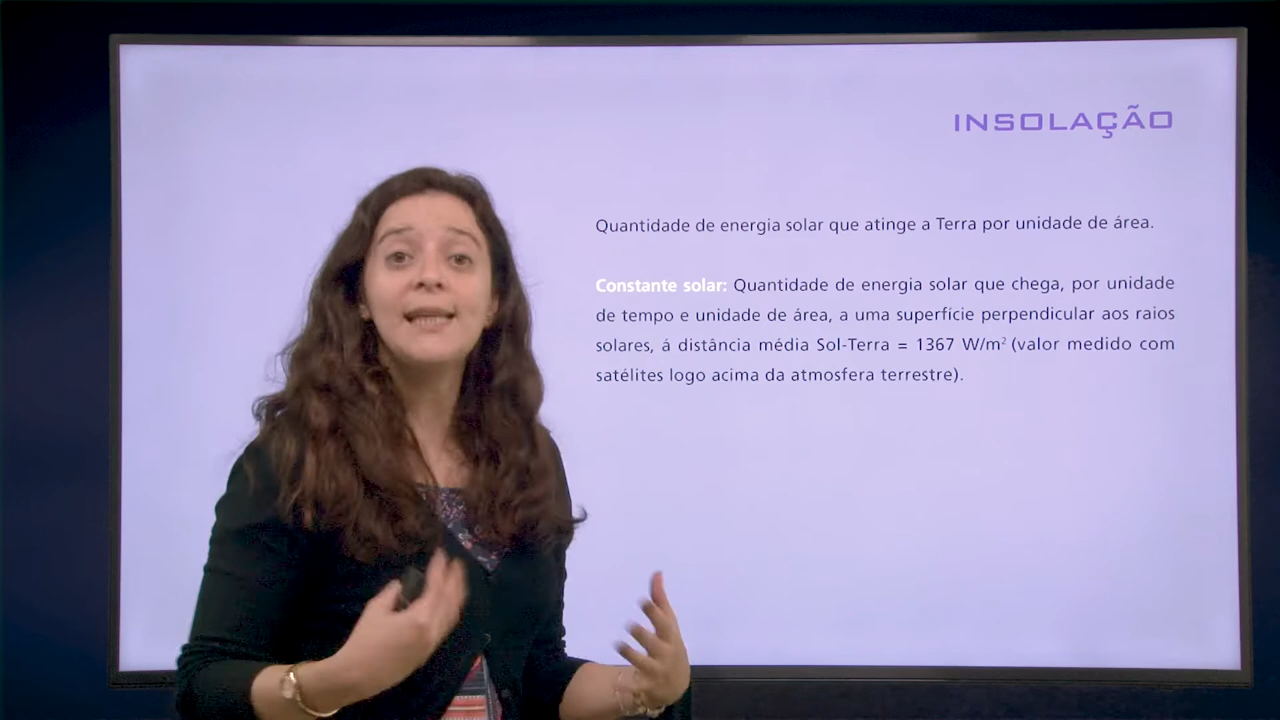 INSOLAÇÃO
Quantidade de energia solar que atinge a Terra por unidade de área.
Constante solar: Quantidade de energia solar que chega, por unidade
de tempo e unidade de área, a uma superfície perpendicular aos raios
solares, á distância média Sol-Terra = 1367 W/m² (valor medido com
satélites logo acima da atmosfera terrestre).